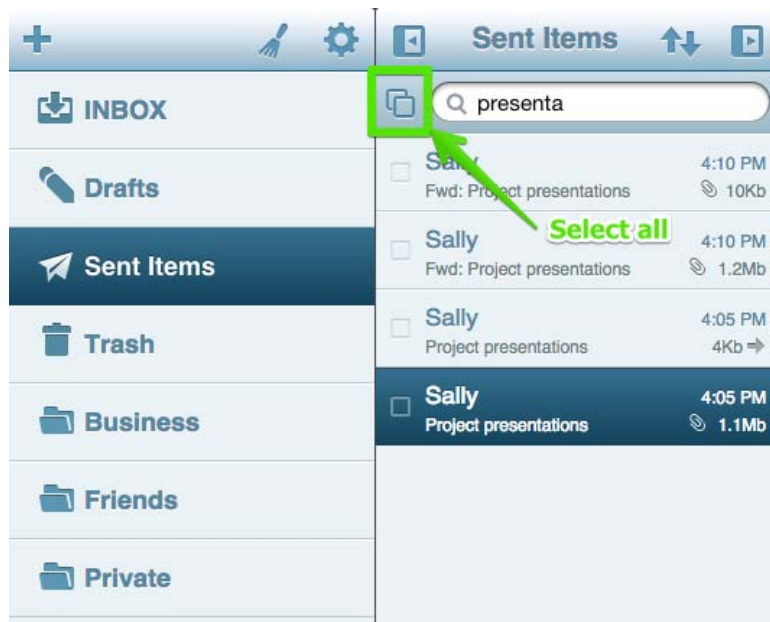 Sent Items
presenta
INBOX
Drafts
Sent Items
Trash
Business
Friends
Private
Sally 4:10 PM
Fwd: Project presentations 10Kb
Select all
Sally 4:10 PM
Fwd: Project presentations 1.2Mb
Sally 4:05 PM
Project presentations 4Kb
Sally 4:05 PM
Project presentations 1.1Mb